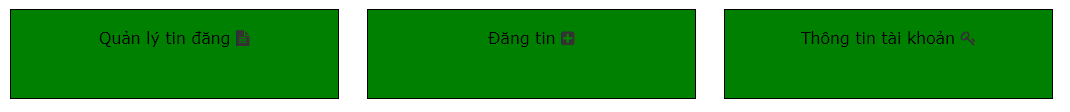 Quản lý tin đăng
Đăng tin
Thông tin tài khoản